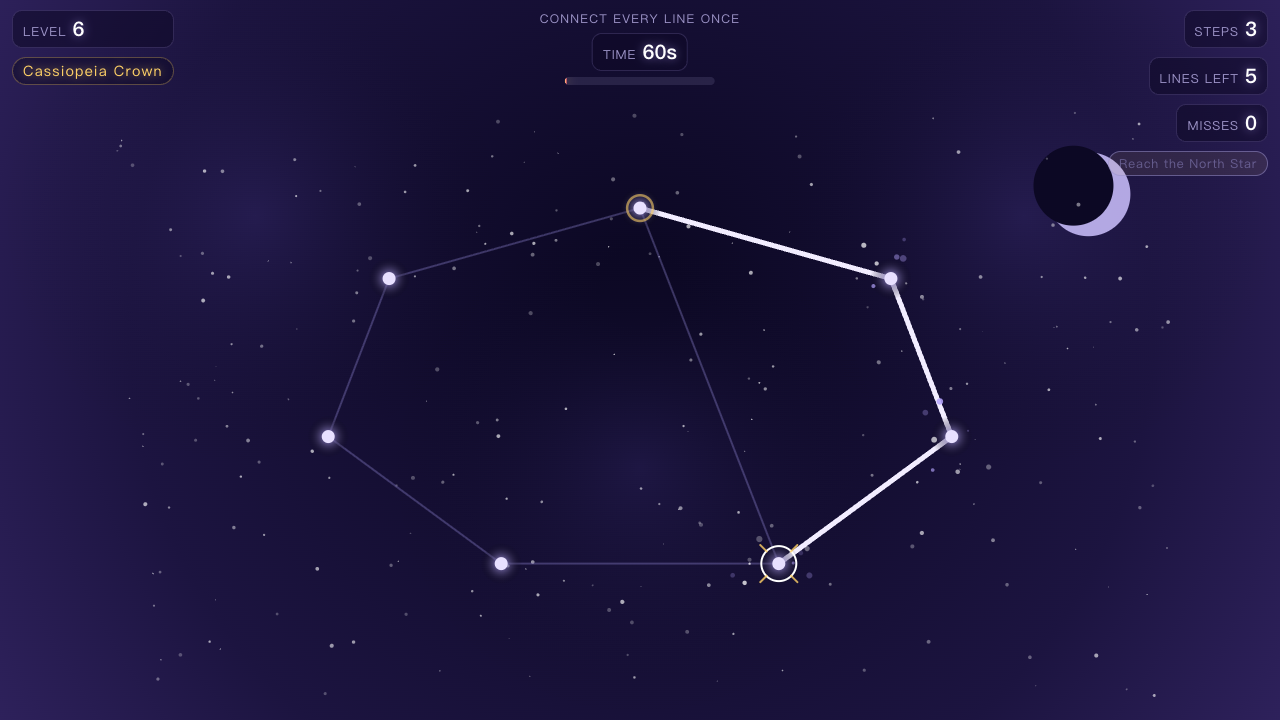 LEVEL 6
Cassiopeia Crown
CONNECT EVERY LINE ONCE
TIME 60s
STEPS 3
LINES LEFT 5
MISSES 0
Reach the North Star